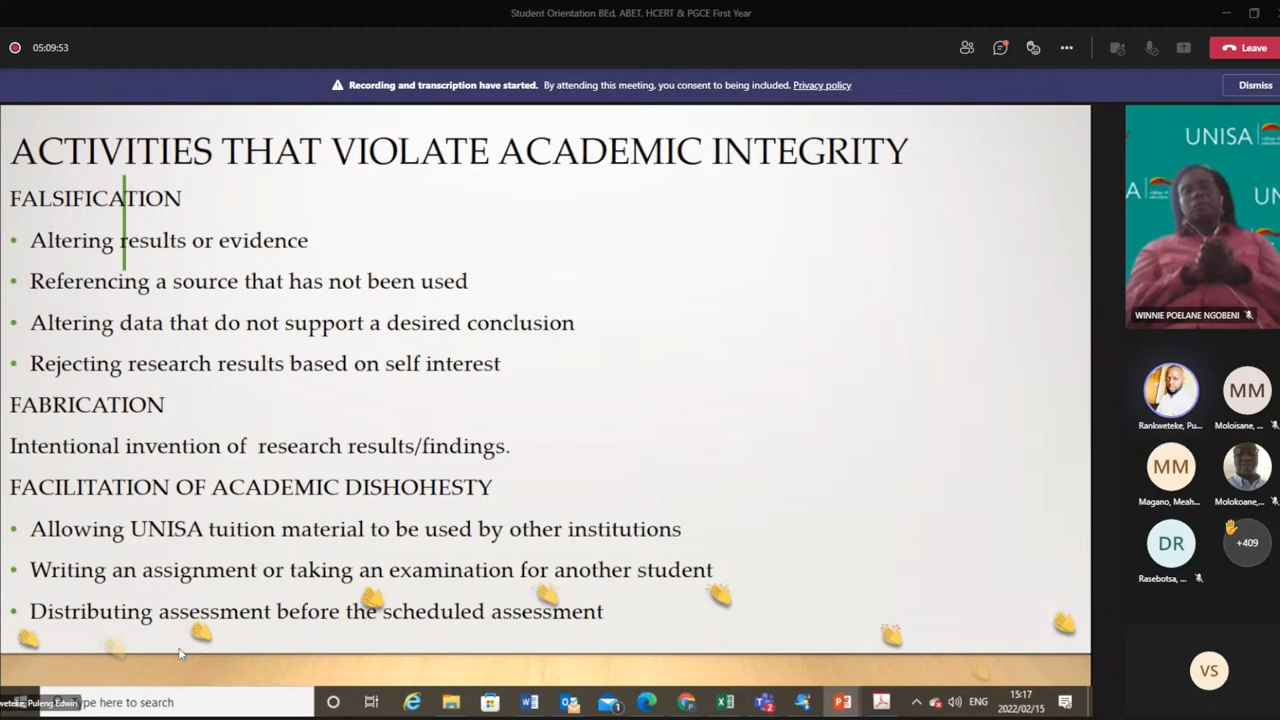 Student Orientation BEd, ABET, HCERT & PGCE First Year
05:09:53
Leave
Recording and transcription have started. By attending this meeting, you consent to being included. Privacy policy
Dismiss
ACTIVITIES THAT VIOLATE ACADEMIC INTEGRITY
FALSIFICATION
• Altering results or evidence
• Referencing a source that has not been used
• Altering data that do not support a desired conclusion
• Rejecting research results based on self interest
FABRICATION
Intentional invention of research results/findings.
FACILITATION OF ACADEMIC DISHOHESTY
• Allowing UNISA tuition material to be used by other institutions
• Writing an assignment or taking an examination for another student
• Distributing assessment before the scheduled assessment
UNISA
WINNIE POELANE NGOBENI
MM
Rankweteke, Pu...
Moloisane, ...
MM
Magano, Meah...
Molokoane, ...
DR
+409
Rasebotsa, ...
VS
weteke, Puleng Edwin
Type here to search
ENG
15:17
2022/02/15